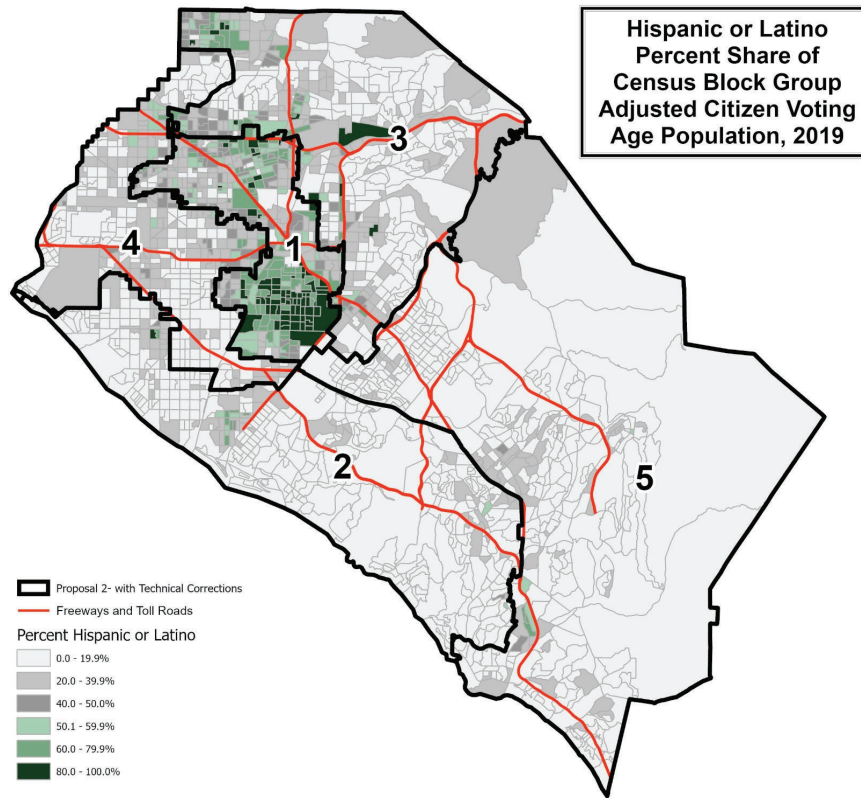 Hispanic or Latino
Percent Share of
Census Block Group
Adjusted Citizen Voting
Age Population, 2019
3
4
1
2
5
Proposal 2- with Technical Corrections
Freeways and Toll Roads
Percent Hispanic or Latino
0.0 - 19.9%
20.0 - 39.9%
40.0 - 50.0%
50.1 - 59.9%
60.0 - 79.9%
80.0 - 100.0%